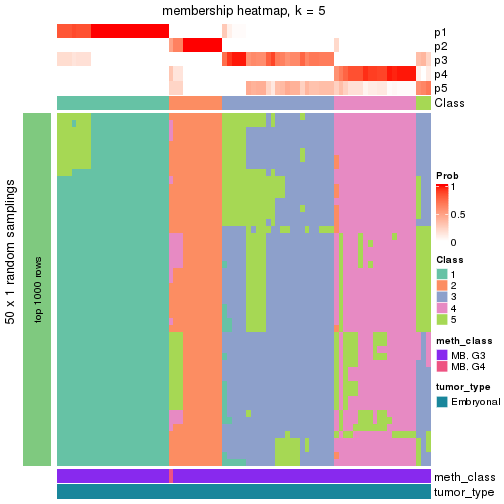 membership heatmap, k = 5
p1
p2
p3
p4
p5
Class
50 x 1 random samplings
top 1000 rows
Prob
1
0.5
0
Class
1
2
3
4
5
meth_class
MB. G3
MB. G4
tumor_type
Embryonal
meth_class
tumor_type